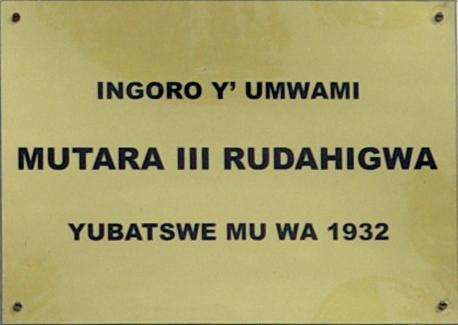 INGORO Y' UMWAMI
MUTARA III RUDAHIGWA
YUBATSWE MU WA 1932